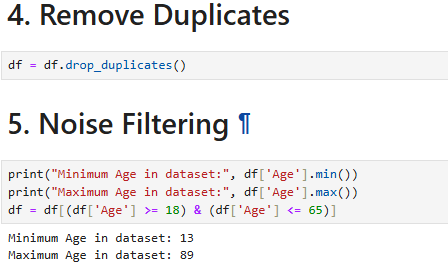 4. Remove Duplicates
df = df.drop_duplicates()
5. Noise Filtering ¶
print("Minimum Age in dataset:", df['Age'].min())
print("Maximum Age in dataset:", df['Age'].max())
df = df[(df['Age'] >= 18) & (df['Age'] <= 65)]
Minimum Age in dataset: 13
Maximum Age in dataset: 89